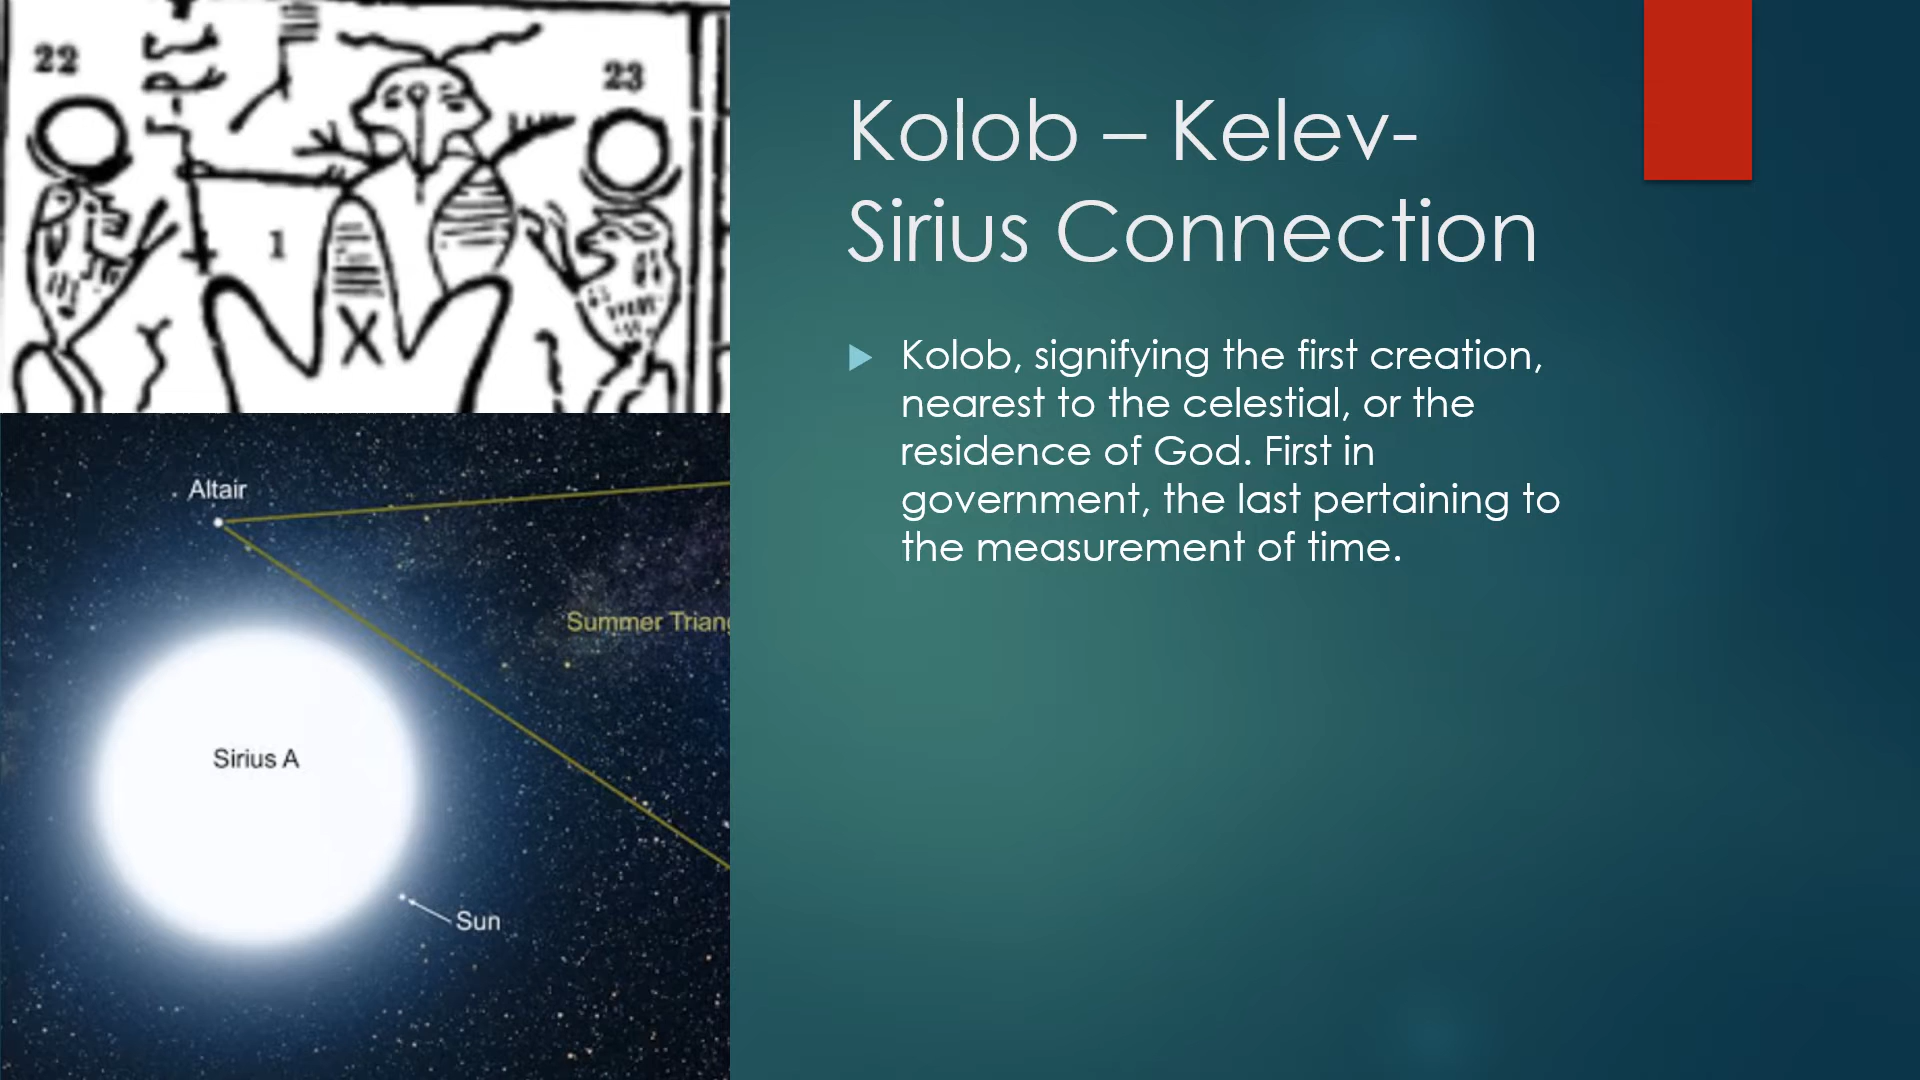 22
23
1
Altair
Summer Triang
Sirius A
Sun
Kolob – Kelev-
Sirius Connection
Kolob, signifying the first creation,
nearest to the celestial, or the
residence of God. First in
government, the last pertaining to
the measurement of time.